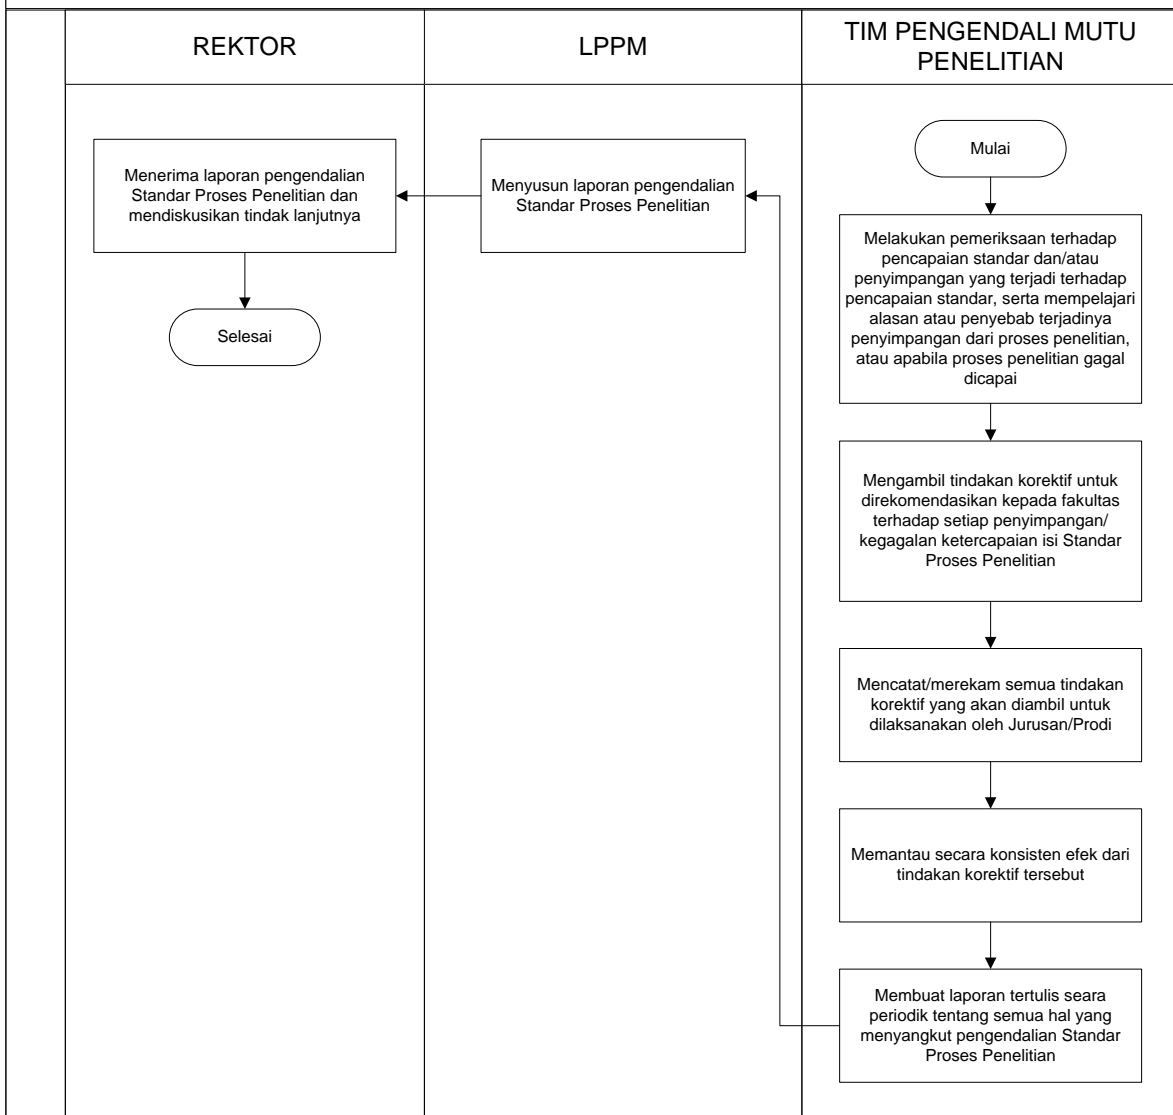 REKTOR
LPPM
TIM PENGENDALI MUTU
PENELITIAN
Menerima laporan pengendalian
Standar Proses Penelitian dan
mendiskusikan tindak lanjutnya
Selesai
Menyusun laporan pengendalian
Standar Proses Penelitian
Mulai
Melakukan pemeriksaan terhadap
pencapaian standar dan/atau
penyimpangan yang terjadi terhadap
pencapaian standar, serta mempelajari
alasan atau penyebab terjadinya
penyimpangan dari proses penelitian,
atau apabila proses penelitian gagal
dicapai
Mengambil tindakan korektif untuk
direkomendasikan kepada fakultas
terhadap setiap penyimpangan/
kegagalan ketercapaian isi Standar
Proses Penelitian
Mencatat/merekam semua tindakan
korektif yang akan diambil untuk
dilaksanakan oleh Jurusan/Prodi
Memantau secara konsisten efek dari
tindakan korektif tersebut
Membuat laporan tertulis seara
periodik tentang semua hal yang
menyangkut pengendalian Standar
Proses Penelitian